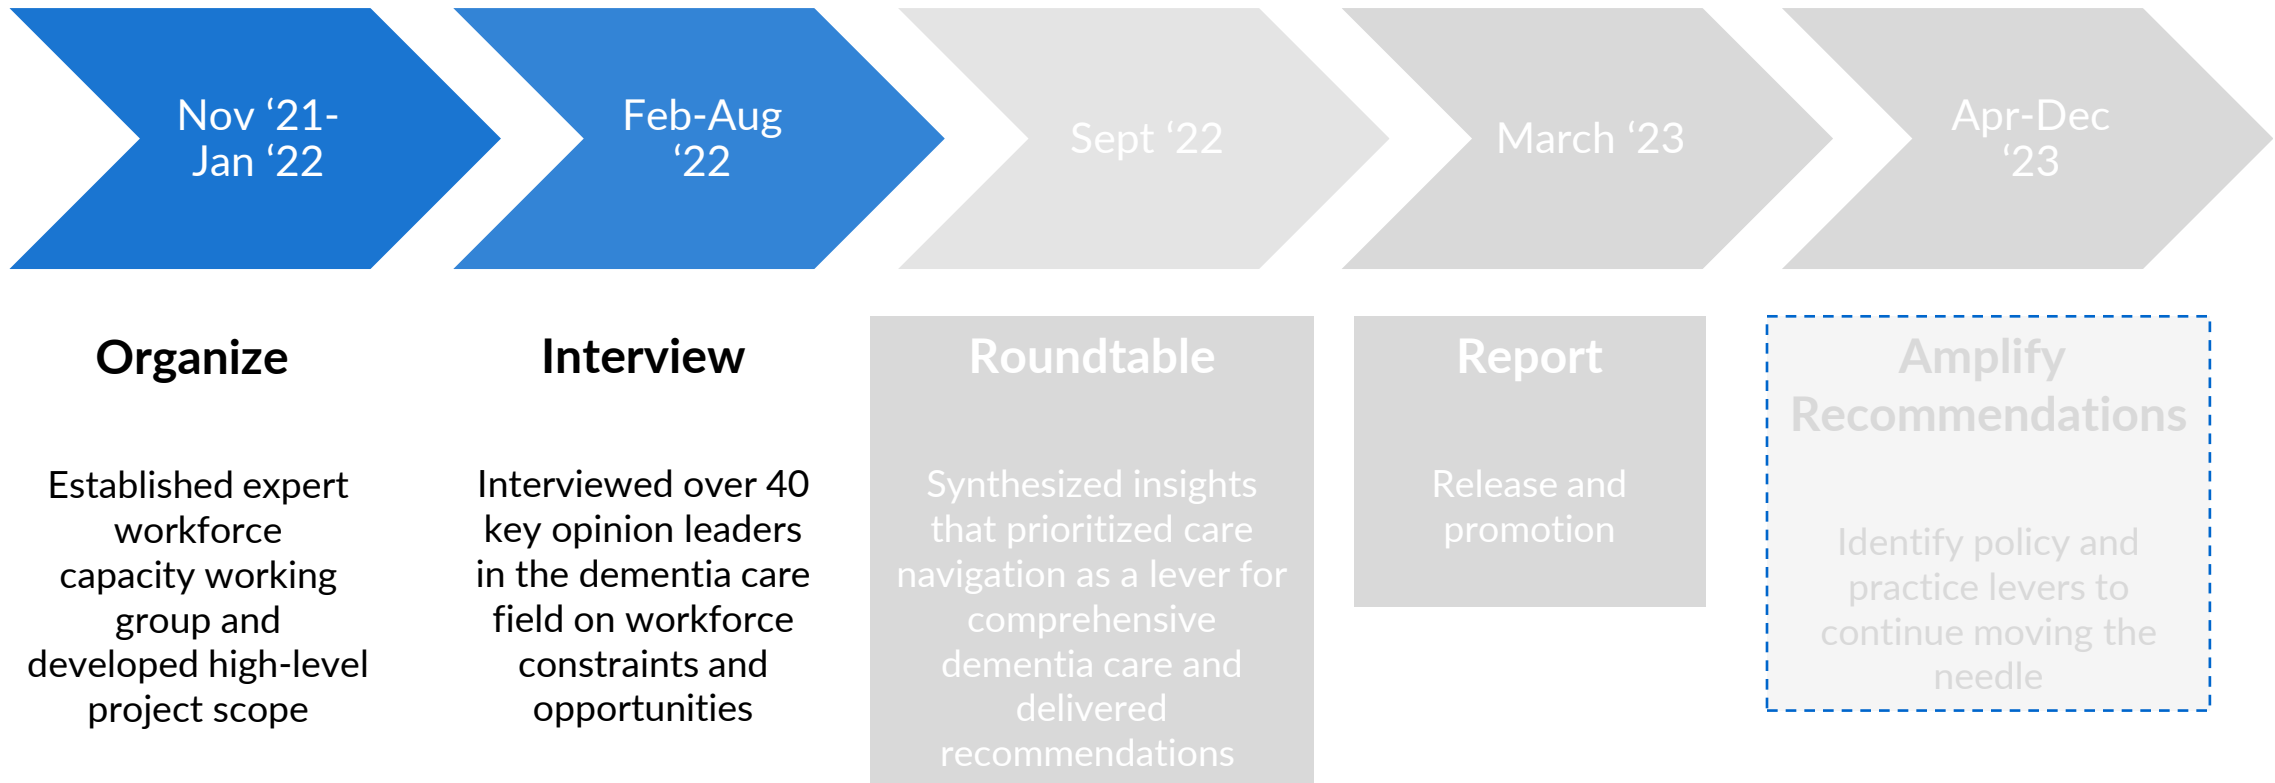 Nov ‘21-
Jan ‘22
Feb-Aug
‘22
Sept ‘22
March ‘23
Apr-Dec
‘23
Organize
Established expert
workforce
capacity working
group and
developed high-level
project scope
Interview
Interviewed over 40
key opinion leaders
in the dementia care
field on workforce
constraints and
opportunities
Roundtable
Synthesized insights
that prioritized care
navigation as a lever for
comprehensive
dementia care and
delivered
recommendations
Report
Release and
promotion
Amplify
Recommendations
Identify policy and
practice levers to
continue moving the
needle